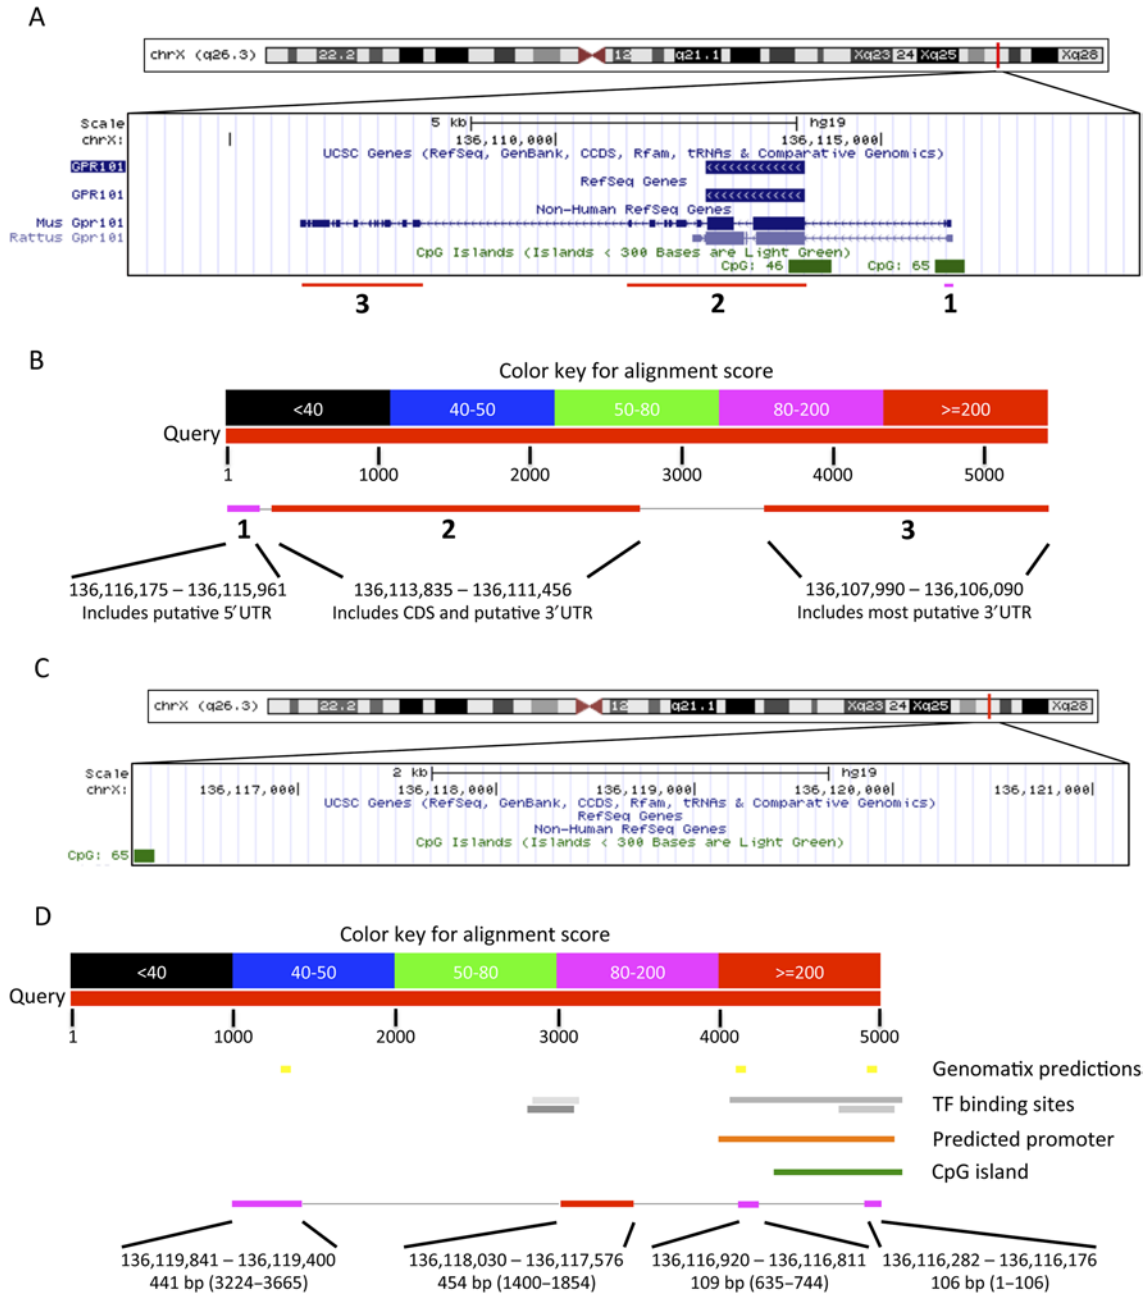 A
chrX (q26.3) 22.2 12 q21.1 Xq23 24 Xq25 Xq28
Scale 5 kb hg19
chrX: 136,110,000 136,115,000
UCSC Genes (RefSeq, GenBank, CCDS, Rfam, tRNAs & Comparative Genomics)
GPR101
RefSeq Genes
GPR101
Non-Human RefSeq Genes
Mus Gpr101
Rattus Gpr101
CpG Islands (Islands < 300 Bases are Light Green)
CpG: 46 CpG: 65
3 2 1
B
Color key for alignment score
<40 40-50 50-80 80-200 >=200
Query
1 1000 2000 3000 4000 5000
1 2 3
136,116,175 – 136,115,961 136,113,835 – 136,111,456 136,107,990 – 136,106,090
Includes putative 5′UTR Includes CDS and putative 3′UTR Includes most putative 3′UTR
C
chrX (q26.3) 22.2 12 q21.1 Xq23 24 Xq25 Xq28
Scale 2 kb hg19
chrX: 136,117,000 136,118,000 136,119,000 136,120,000 136,121,000
UCSC Genes (RefSeq, GenBank, CCDS, Rfam, tRNAs & Comparative Genomics)
RefSeq Genes
Non-Human RefSeq Genes
CpG Islands (Islands < 300 Bases are Light Green)
CpG: 65
D
Color key for alignment score
<40 40-50 50-80 80-200 >=200
Query
1 1000 2000 3000 4000 5000
Genomatix predictions
TF binding sites
Predicted promoter
CpG island
136,119,841 – 136,119,400 136,118,030 – 136,117,576 136,116,920 – 136,116,811 136,116,282 – 136,116,176
441 bp (3224–3665) 454 bp (1400–1854) 109 bp (635–744) 106 bp (1–106)